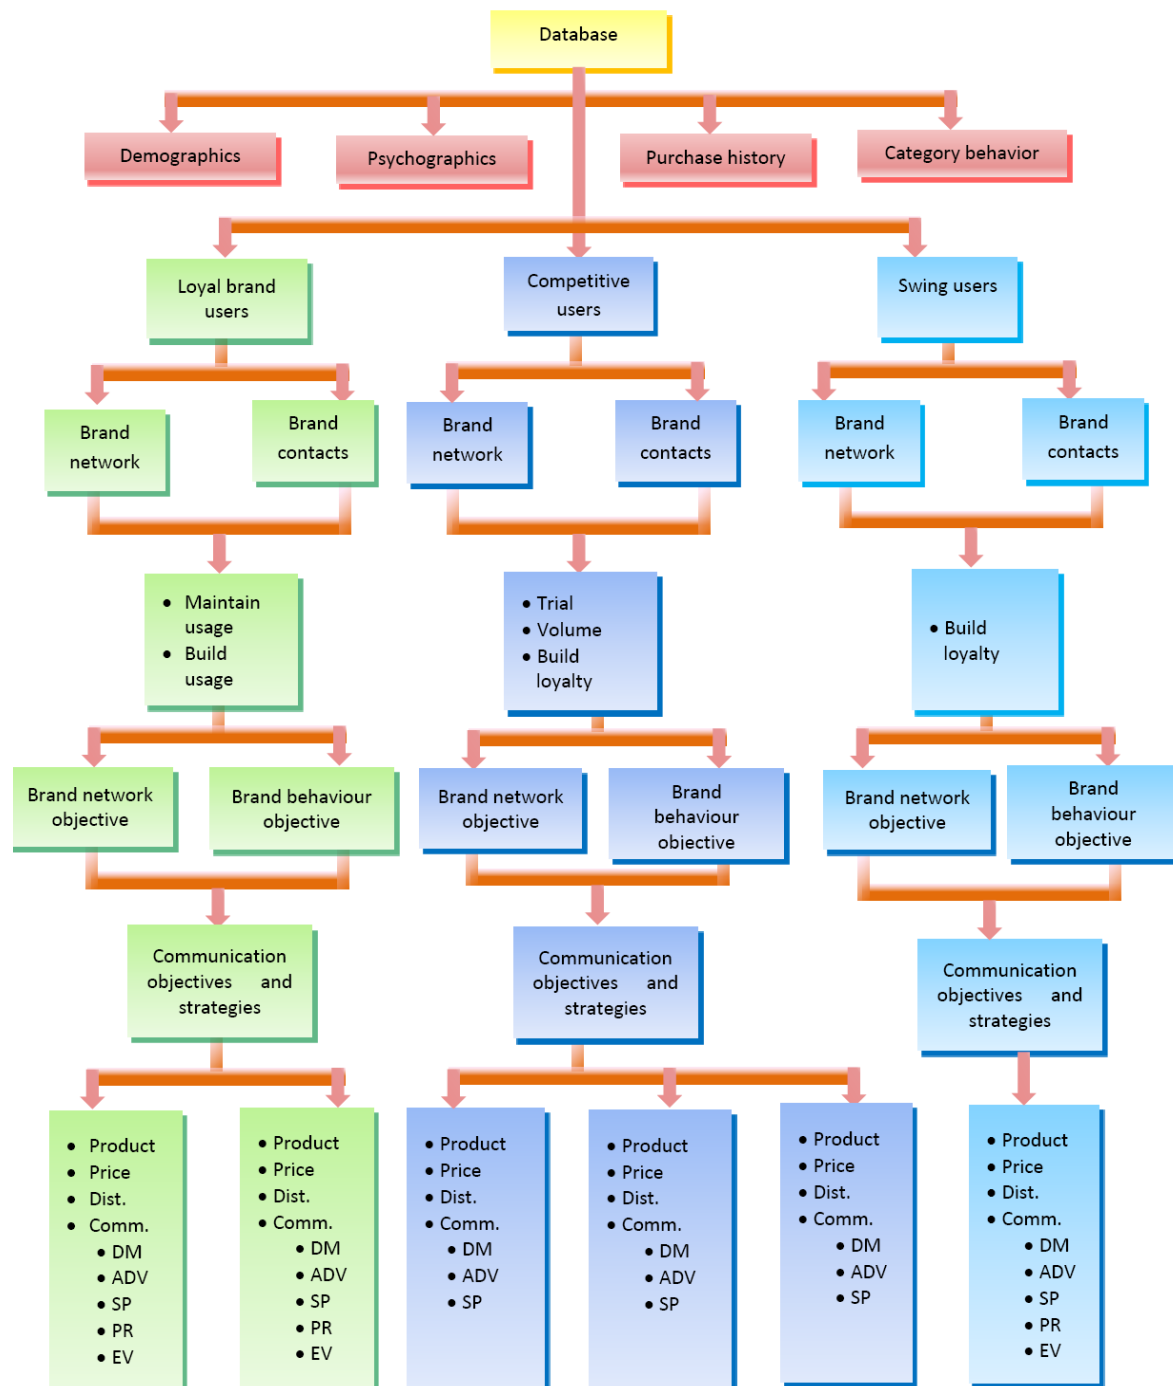 Database
Demographics
Psychographics
Purchase history
Category behavior
Loyal brand
users
Competitive
users
Swing users
Brand
network
Brand
contacts
Brand
network
Brand
contacts
Brand
network
Brand
contacts
• Maintain
usage
• Build
usage
• Trial
• Volume
• Build
loyalty
• Build
loyalty
Brand network
objective
Brand behaviour
objective
Brand network
objective
Brand
behaviour
objective
Brand network
objective
Brand
behaviour
objective
Communication
objectives and
strategies
Communication
objectives and
strategies
Communication
objectives and
strategies
• Product
• Price
• Dist.
• Comm.
• DM
• ADV
• SP
• PR
• EV
• Product
• Price
• Dist.
• Comm.
• DM
• ADV
• SP
• PR
• EV
• Product
• Price
• Dist.
• Comm.
• DM
• ADV
• SP
• Product
• Price
• Dist.
• Comm.
• DM
• ADV
• SP
• Product
• Price
• Dist.
• Comm.
• DM
• ADV
• SP
• Product
• Price
• Dist.
• Comm.
• DM
• ADV
• SP
• PR
• EV